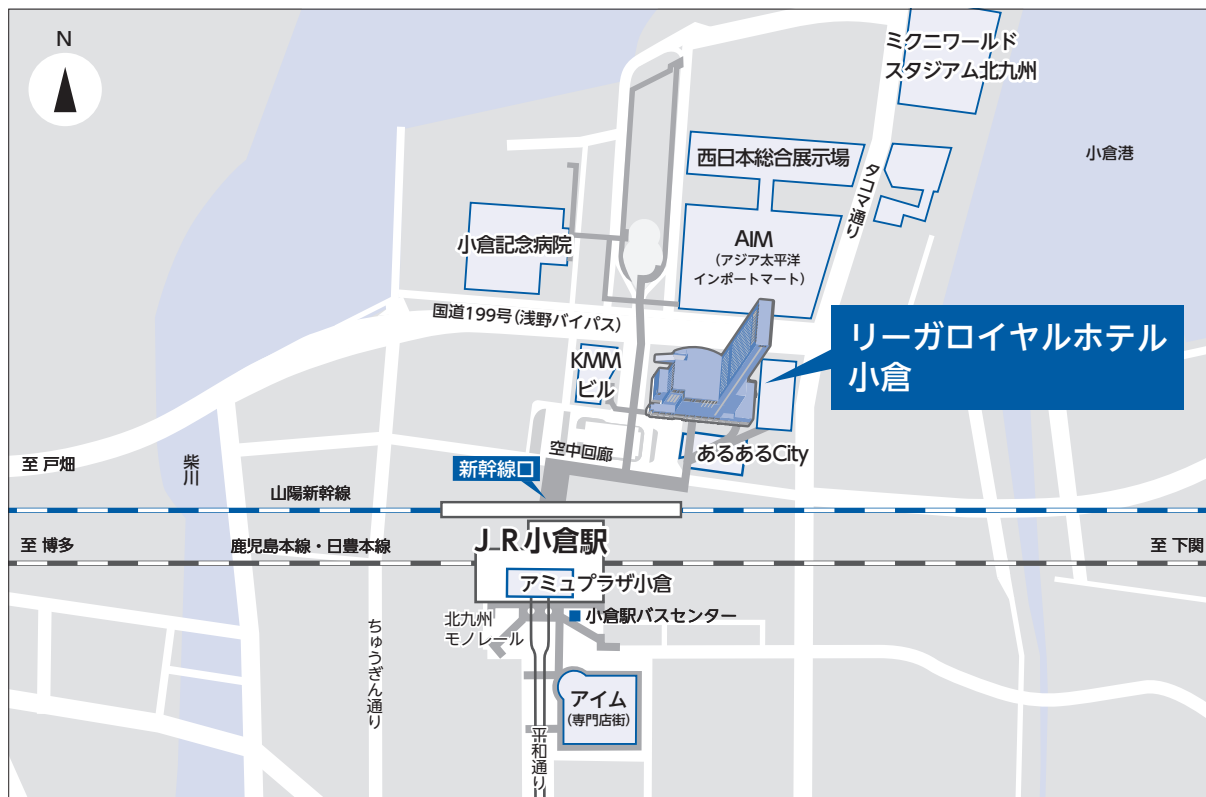 N
ミクニワールド
スタジアム北九州
小倉港
西日本総合展示場
タコマ通り
小倉記念病院
AIM
（アジア太平洋
インポートマート）
国道199号（浅野バイパス）
リーガロイヤルホテル
小倉
KMM
ビル
空中回廊
あるあるCity
至 戸畑
柴川
新幹線口
山陽新幹線
JR小倉駅
至 博多
鹿児島本線・日豊本線
至 下関
アミュプラザ小倉
北九州
モノレール
小倉駅バスセンター
ちゅうぎん通り
アイム
（専門店街）
平和通り